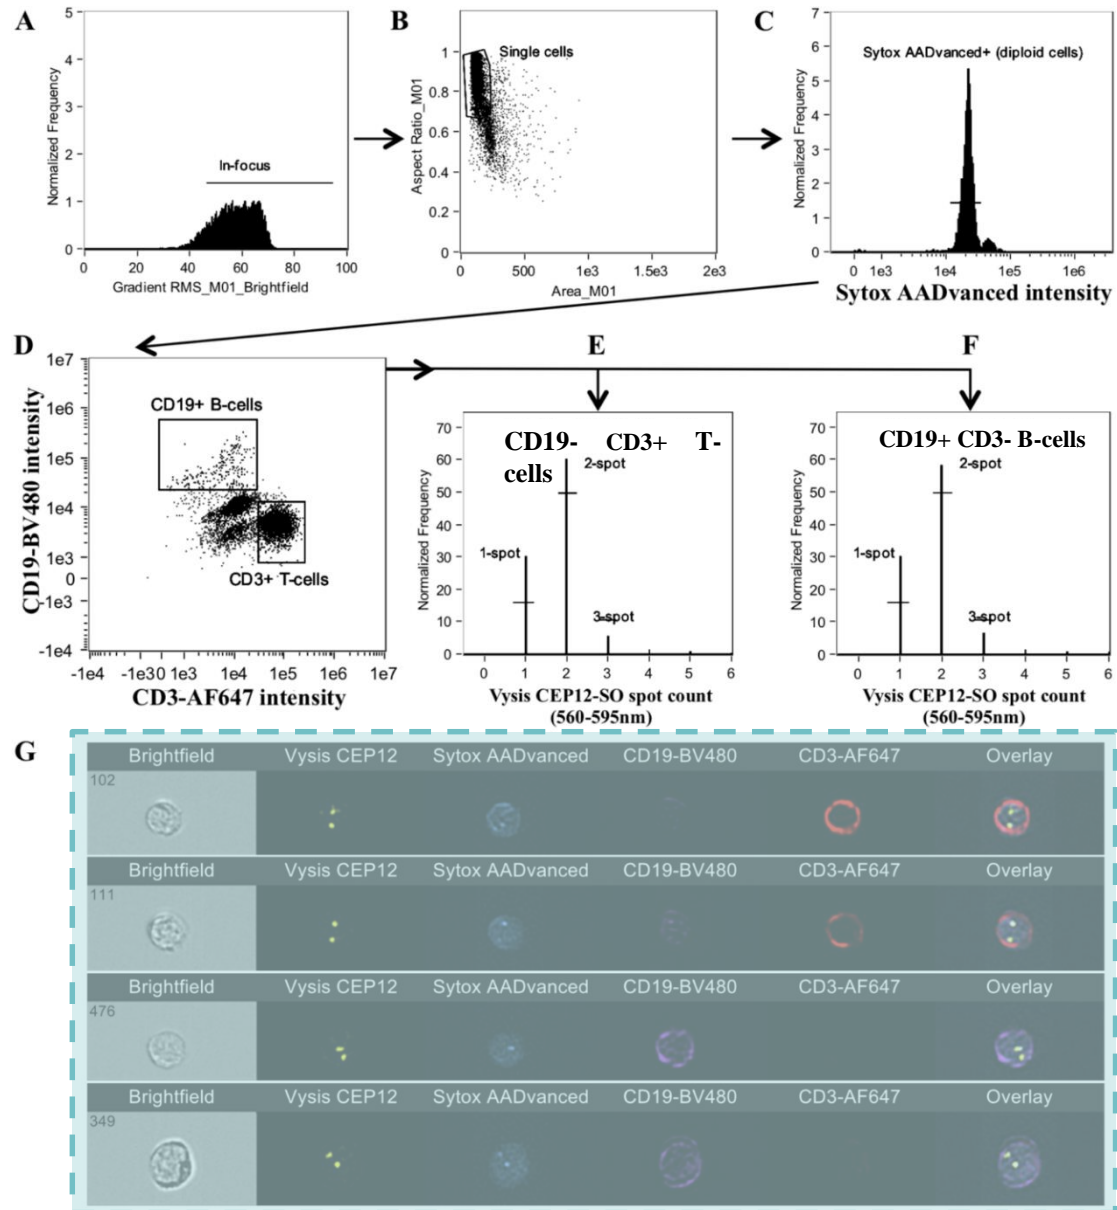 A
Normalized Frequency
5
4
3
2
1
0
In-focus
0 20 40 60 80 100
Gradient RMS_M01_Brightfield
B
Aspect Ratio_M01
1
0.8
0.6
0.4
0.2
0
Single cells
0 500 1e3 1.5e3 2e3
Area_M01
C
Normalized Frequency
7
6
5
4
3
2
1
0
Sytox AADvanced+ (diploid cells)
0 1e3 1e4 1e5 1e6
Sytox AADvanced intensity
D
CD19-BV480 intensity
1e7
1e6
1e5
1e4
1e3
0
-1e3
-1e4
CD19+ B-cells
CD3+ T-cells
-1e4 -1e30 1e3 1e4 1e5 1e6 1e7
CD3-AF647 intensity
E
Normalized Frequency
70
60
50
40
30
20
10
0
CD19- CD3+ T-
cells
2-spot
1-spot
3-spot
0 1 2 3 4 5 6
Vysis CEP12-SO spot count
(560-595nm)
F
Normalized Frequency
70
60
50
40
30
20
10
0
CD19+ CD3- B-cells
2-spot
1-spot
3-spot
0 1 2 3 4 5 6
Vysis CEP12-SO spot count
(560-595nm)
G
Brightfield Vysis CEP12 Sytox AADvanced CD19-BV480 CD3-AF647 Overlay
102
Brightfield Vysis CEP12 Sytox AADvanced CD19-BV480 CD3-AF647 Overlay
111
Brightfield Vysis CEP12 Sytox AADvanced CD19-BV480 CD3-AF647 Overlay
476
Brightfield Vysis CEP12 Sytox AADvanced CD19-BV480 CD3-AF647 Overlay
349